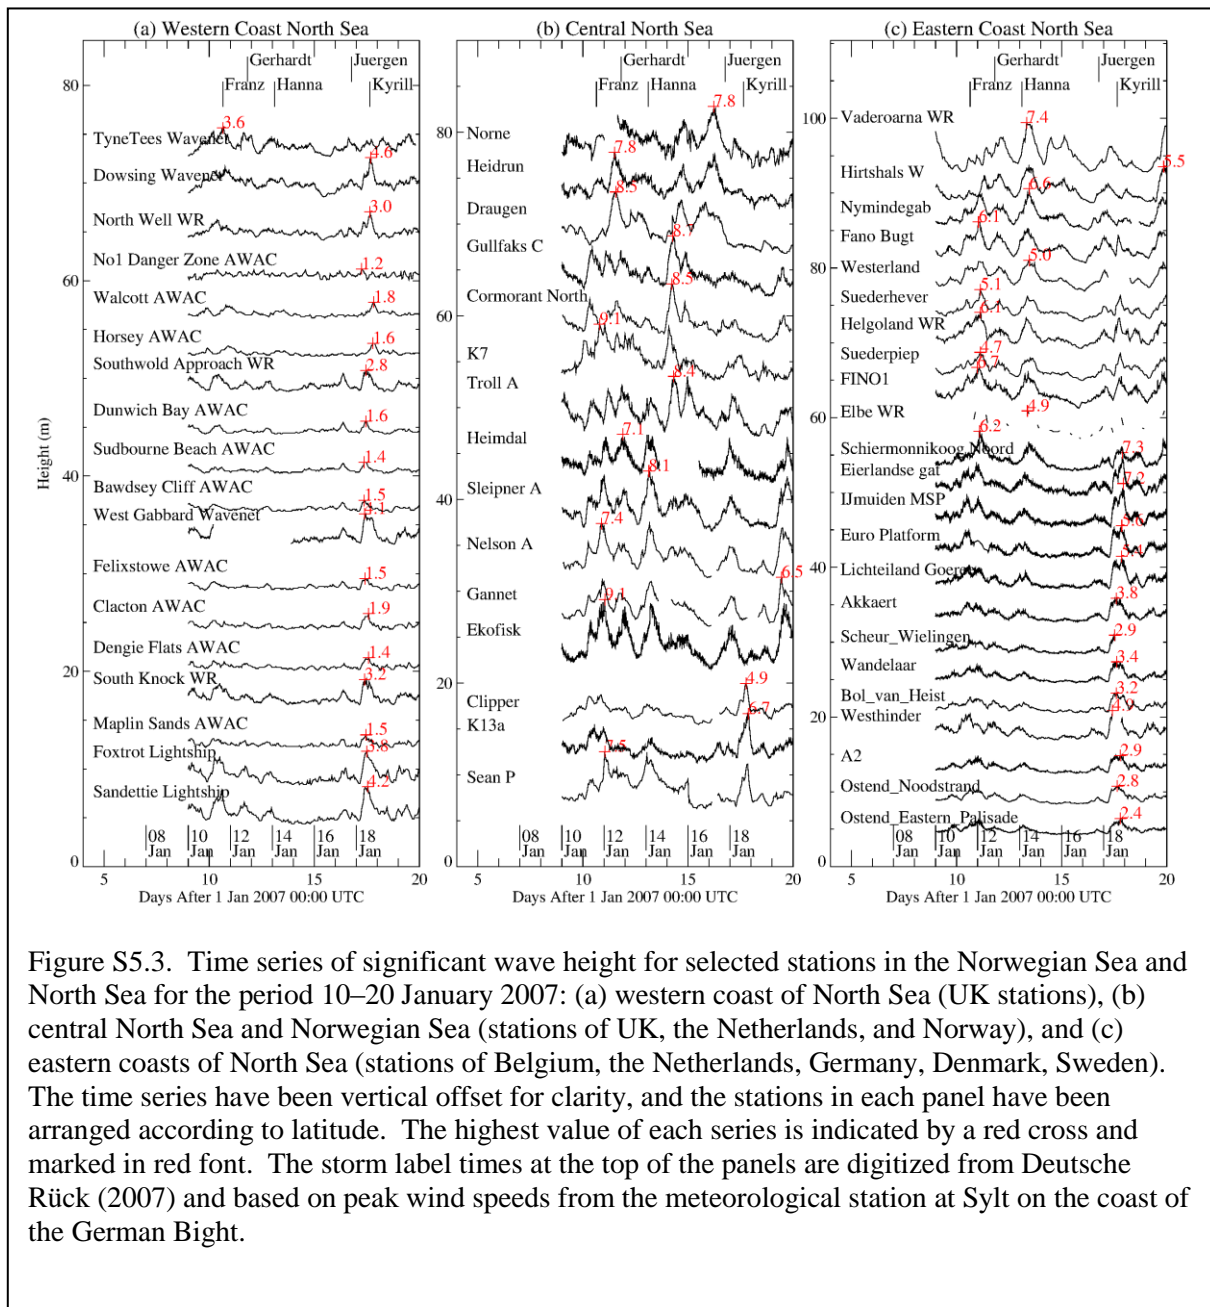 (a) Western Coast North Sea
Gerhardt
Juergen
Franz
Hanna
Kyrill
80
60
40
20
0
Height (m)
3.6
TyneTees Wavenet
4.6
Dowsing Wavenet
3.0
North Well WR
No1 Danger Zone AWAC
1.2
Walcott AWAC
1.8
Horsey AWAC
1.6
Southwold Approach WR
2.8
Dunwich Bay AWAC
1.6
Sudbourne Beach AWAC
1.4
Bawdsey Cliff AWAC
1.5
West Gabbard Wavenet
Felixstowe AWAC
1.5
Clacton AWAC
1.9
Dengie Flats AWAC
1.4
South Knock WR
3.2
Maplin Sands AWAC
1.5
Foxtrot Lightship
3.8
Sandettie Lightship
4.2
08 10 12 14 16 18
Jan Jan Jan Jan Jan Jan
5 10 15 20
Days After 1 Jan 2007 00:00 UTC
(b) Central North Sea
Gerhardt
Juergen
Franz
Hanna
Kyrill
80
60
40
20
0
7.8
Norne
7.8
Heidrun
8.5
Draugen
8.7
Gullfaks C
8.5
Cormorant North
9.1
K7
8.4
Troll A
7.1
Heimdal
8.1
Sleipner A
7.4
Nelson A
6.5
Gannet
9.1
Ekofisk
4.9
Clipper
6.7
K13a
7.5
Sean P
08 10 12 14 16 18
Jan Jan Jan Jan Jan Jan
5 10 15 20
Days After 1 Jan 2007 00:00 UTC
(c) Eastern Coast North Sea
Gerhardt
Juergen
Franz
Hanna
Kyrill
100
80
60
40
20
0
Vaderoarna WR
7.4
5.5
Hirtshals W
6.6
Nymindegab
6.1
Fano Bugt
5.0
Westerland
5.1
Suederhever
6.1
Helgoland WR
4.7
Suederpiep
6.7
FINO1
4.9
Elbe WR
6.2
Schiermonnikoog Noord
7.3
Eierlandse gat
7.2
IJmuiden MSP
5.6
Euro Platform
5.4
Lichteiland Goeree
3.8
Akkaert
2.9
Scheur_Wielingen
3.4
Wandelaar
3.2
Bol_van_Heist
4.9
Westhinder
2.9
A2
2.8
Ostend_Noodstrand
2.4
Ostend_Eastern_Palisade
08 10 12 14 16 18
Jan Jan Jan Jan Jan Jan
5 10 15 20
Days After 1 Jan 2007 00:00 UTC
Figure S5.3. Time series of significant wave height for selected stations in the Norwegian Sea and
North Sea for the period 10–20 January 2007: (a) western coast of North Sea (UK stations), (b)
central North Sea and Norwegian Sea (stations of UK, the Netherlands, and Norway), and (c)
eastern coasts of North Sea (stations of Belgium, the Netherlands, Germany, Denmark, Sweden).
The time series have been vertical offset for clarity, and the stations in each panel have been
arranged according to latitude. The highest value of each series is indicated by a red cross and
marked in red font. The storm label times at the top of the panels are digitized from Deutsche
Rück (2007) and based on peak wind speeds from the meteorological station at Sylt on the coast of
the German Bight.